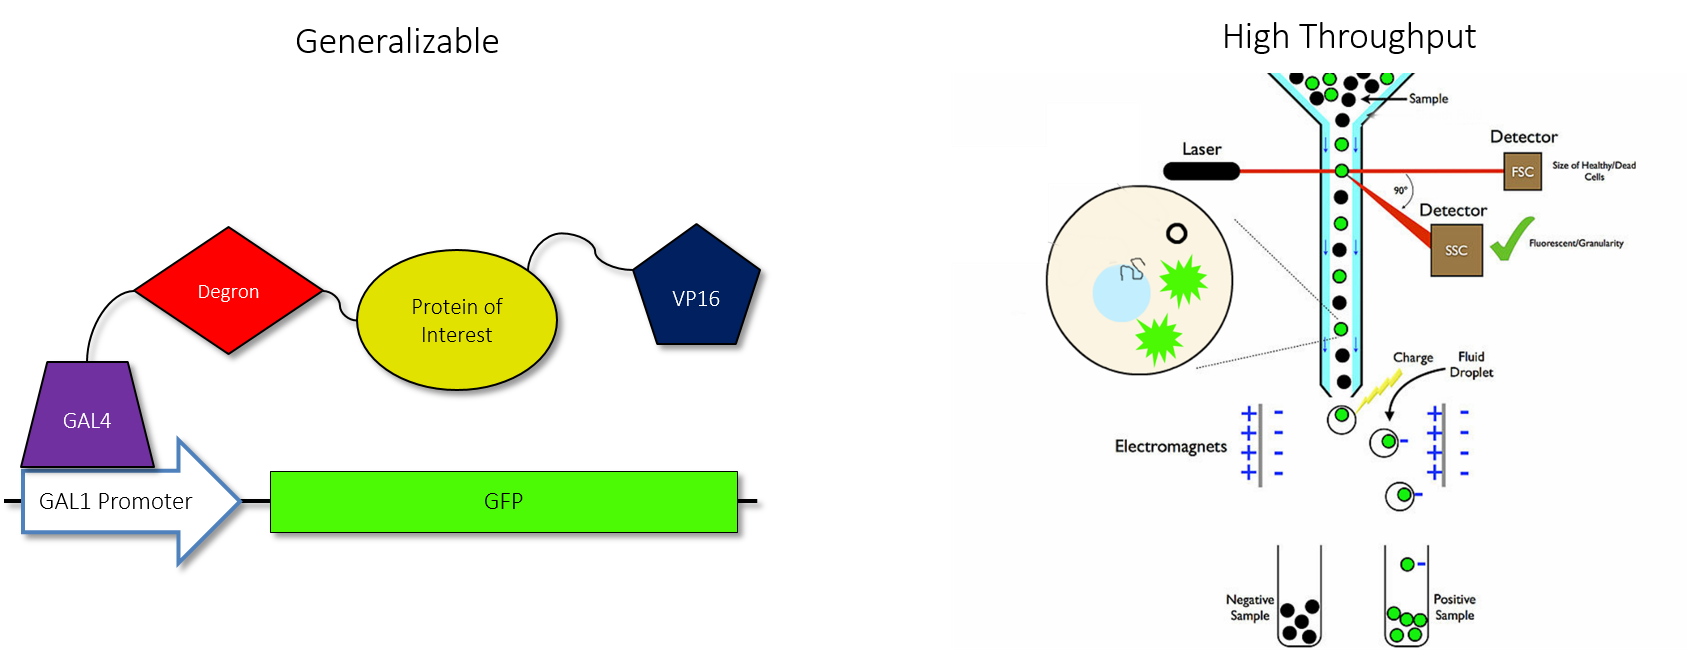 Generalizable
Degron
Protein of
Interest
VP16
GAL4
GAL1 Promoter
GFP
High Throughput
Sample
Laser
Detector
FSC
Size of Healthy/Dead
Cells
90°
Detector
SSC
Fluorescent/Granularity
Charge
Fluid
Droplet
Electromagnets
+ -
+ -
+ -
+ -
+ -
+ -
+ -
+ -
-
-
-
Negative
Sample
Positive
Sample